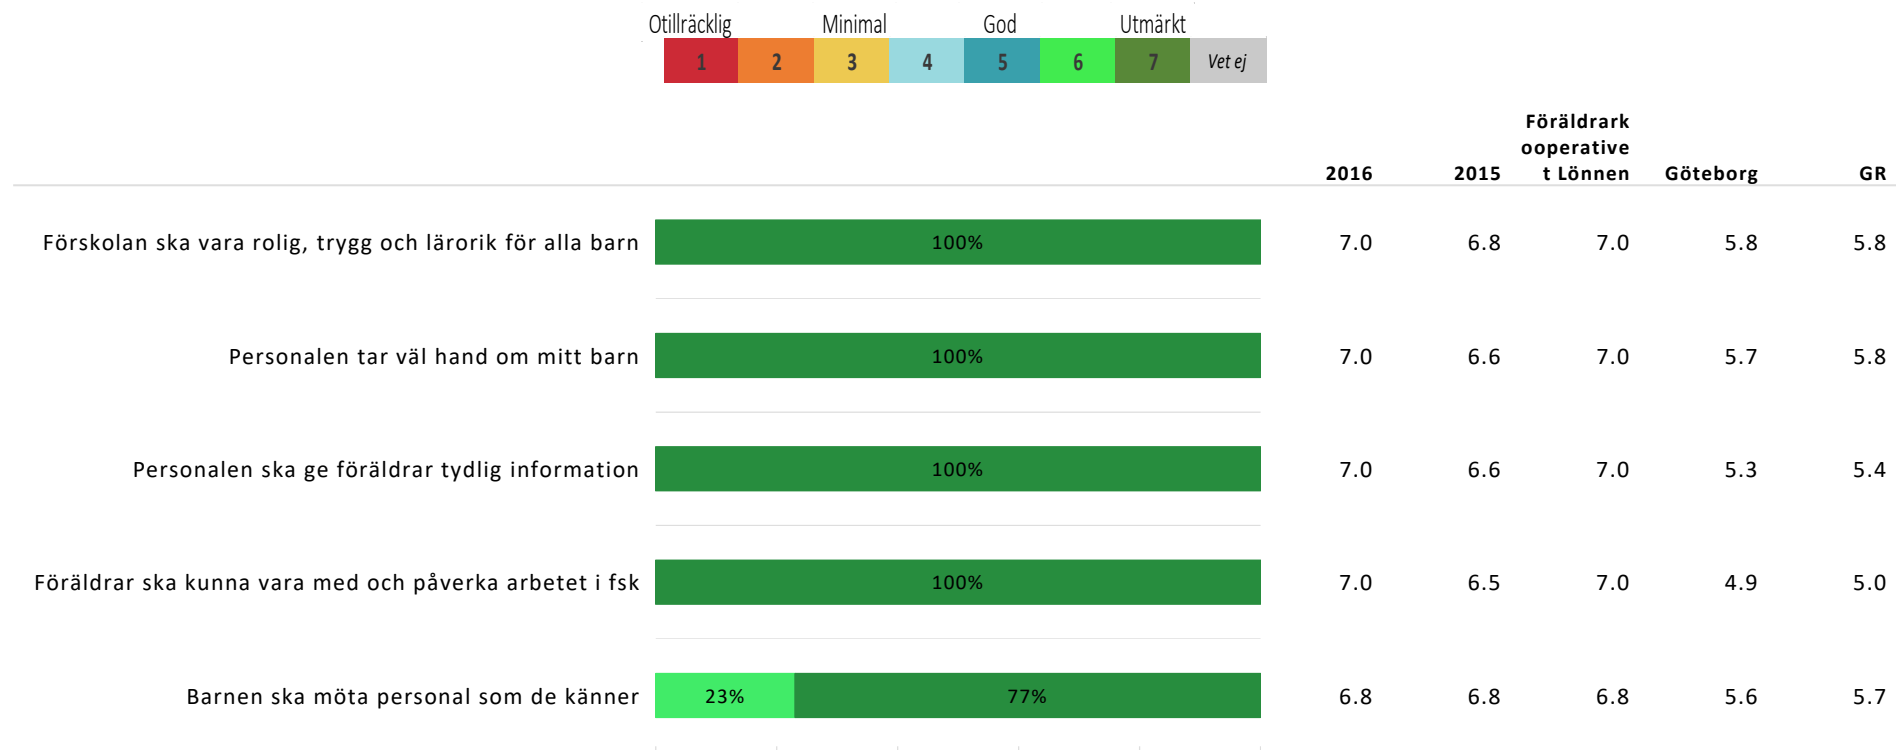 Otillräcklig Minimal God Utmärkt
1 2 3 4 5 6 7 Vet ej
Föräldrark
ooperative
2016 2015 t Lönnen Göteborg GR
Förskolan ska vara rolig, trygg och lärorik för alla barn 100% 7.0 6.8 7.0 5.8 5.8
Personalen tar väl hand om mitt barn 100% 7.0 6.6 7.0 5.7 5.8
Personalen ska ge föräldrar tydlig information 100% 7.0 6.6 7.0 5.3 5.4
Föräldrar ska kunna vara med och påverka arbetet i fsk 100% 7.0 6.5 7.0 4.9 5.0
Barnen ska möta personal som de känner 23% 77% 6.8 6.8 6.8 5.6 5.7